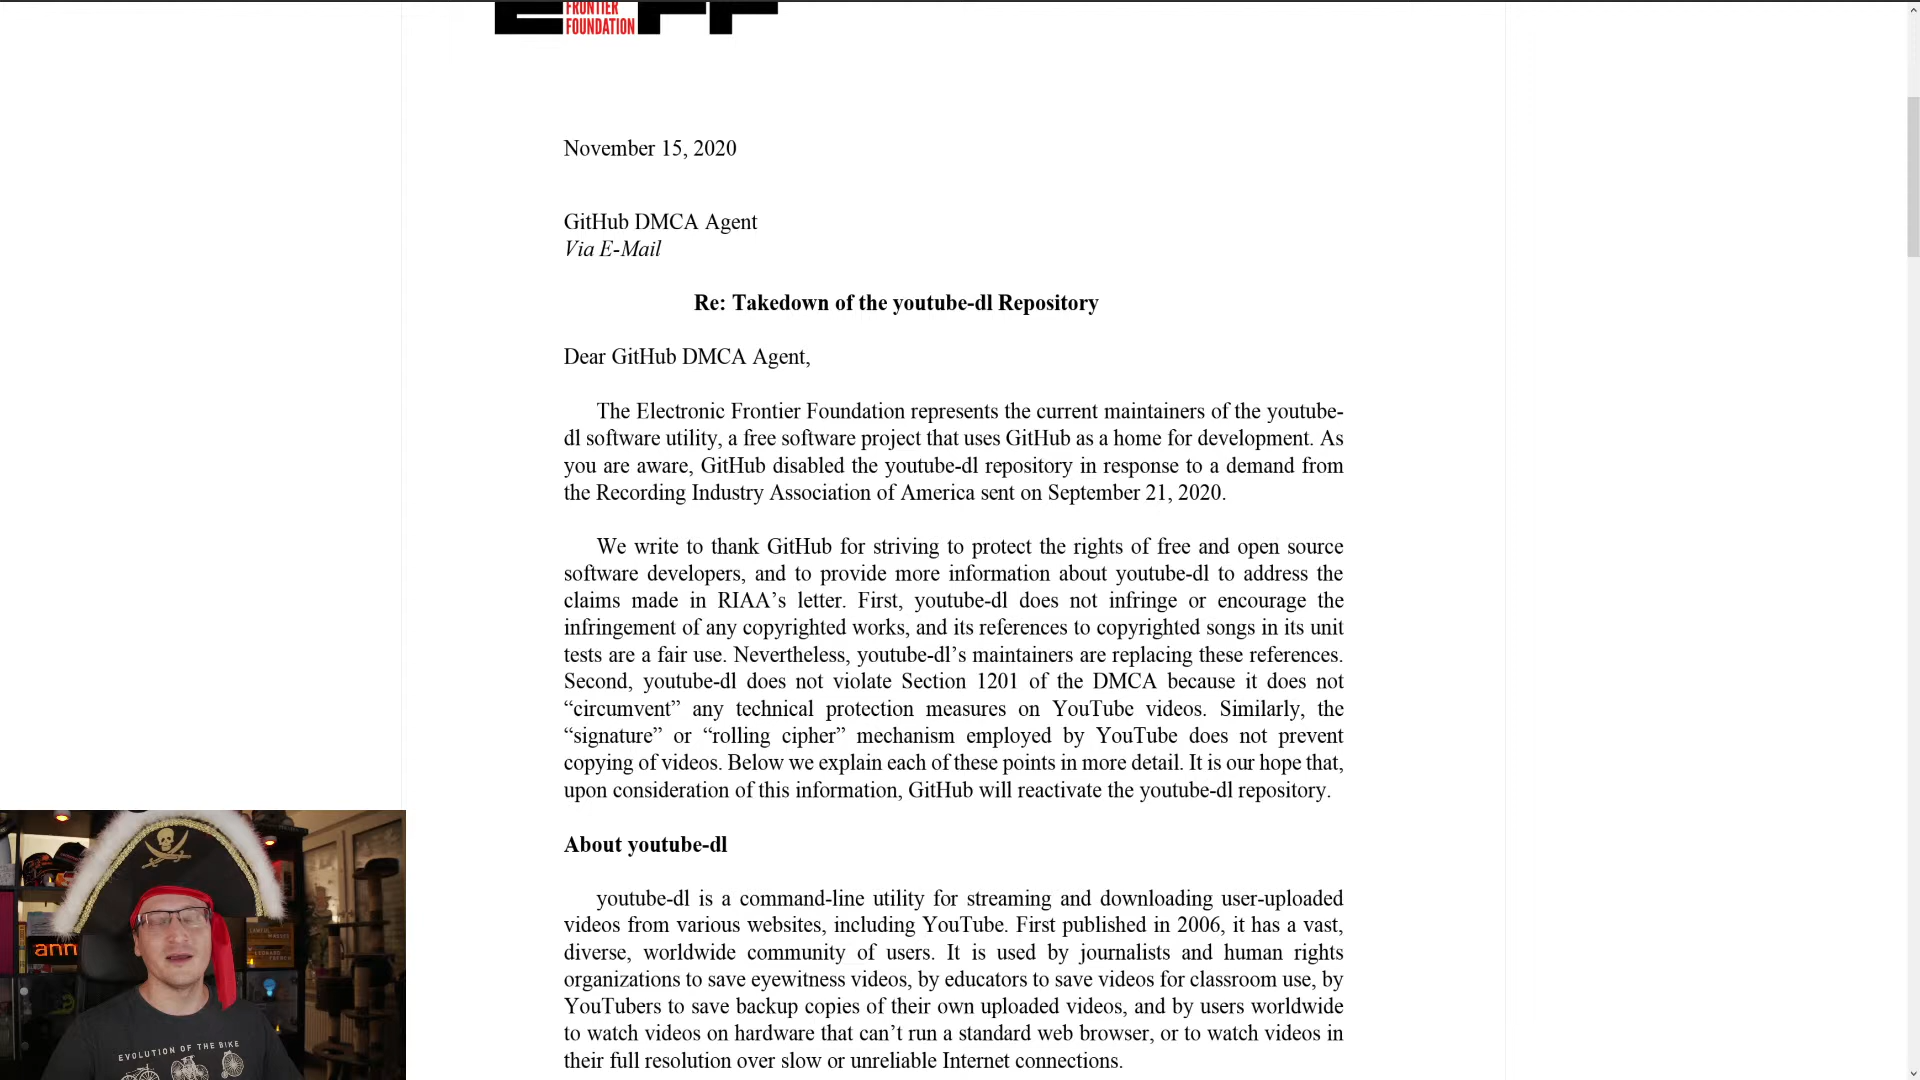 FRONTIER
FOUNDATION
November 15, 2020
GitHub DMCA Agent
Via E-Mail
Re: Takedown of the youtube-dl Repository
Dear GitHub DMCA Agent,
The Electronic Frontier Foundation represents the current maintainers of the youtube-
dl software utility, a free software project that uses GitHub as a home for development. As
you are aware, GitHub disabled the youtube-dl repository in response to a demand from
the Recording Industry Association of America sent on September 21, 2020.
We write to thank GitHub for striving to protect the rights of free and open source
software developers, and to provide more information about youtube-dl to address the
claims made in RIAA’s letter. First, youtube-dl does not infringe or encourage the
infringement of any copyrighted works, and its references to copyrighted songs in its unit
tests are a fair use. Nevertheless, youtube-dl’s maintainers are replacing these references.
Second, youtube-dl does not violate Section 1201 of the DMCA because it does not
“circumvent” any technical protection measures on YouTube videos. Similarly, the
“signature” or “rolling cipher” mechanism employed by YouTube does not prevent
copying of videos. Below we explain each of these points in more detail. It is our hope that,
upon consideration of this information, GitHub will reactivate the youtube-dl repository.
About youtube-dl
youtube-dl is a command-line utility for streaming and downloading user-uploaded
videos from various websites, including YouTube. First published in 2006, it has a vast,
diverse, worldwide community of users. It is used by journalists and human rights
organizations to save eyewitness videos, by educators to save videos for classroom use, by
YouTubers to save backup copies of their own uploaded videos, and by users worldwide
to watch videos on hardware that can’t run a standard web browser, or to watch videos in
their full resolution over slow or unreliable Internet connections.
ann
EVOLUTION OF THE BIKE